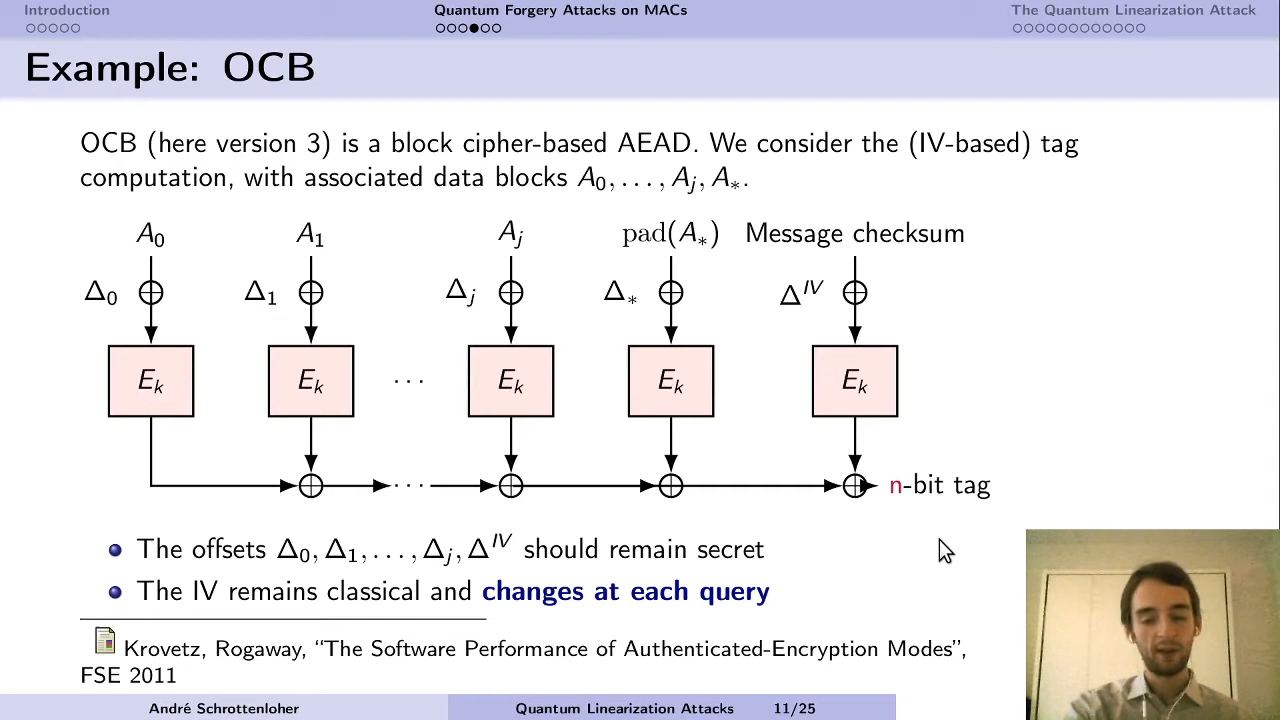 Introduction Quantum Forgery Attacks on MACs The Quantum Linearization Attack
Example: OCB
OCB (here version 3) is a block cipher-based AEAD. We consider the (IV-based) tag
computation, with associated data blocks A₀, . . . , Aⱼ, A∗.
A₀ A₁ Aⱼ pad(A∗) Message checksum
Δ₀ ⊕ Δ₁ ⊕ Δⱼ ⊕ Δ∗ ⊕ Δᴵⱽ ⊕
Eₖ Eₖ · · · Eₖ Eₖ Eₖ
⊕ · · · ⊕ ⊕ ⊕ n-bit tag
The offsets Δ₀, Δ₁, . . . , Δⱼ, Δᴵⱽ should remain secret
The IV remains classical and changes at each query
Krovetz, Rogaway, “The Software Performance of Authenticated-Encryption Modes”,
FSE 2011
André Schrottenloher Quantum Linearization Attacks 11/25